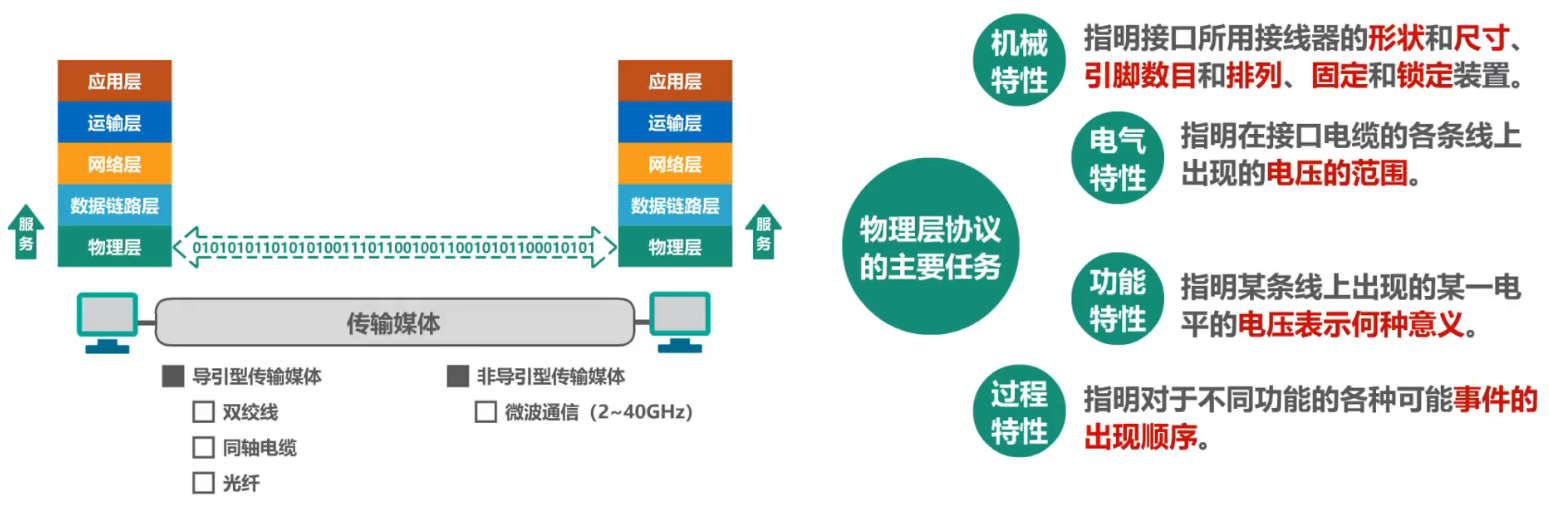 应用层
运输层
网络层
数据链路层
物理层
服务
0101010110101010011101100100110010101100010101
应用层
运输层
网络层
数据链路层
物理层
服务
传输媒体
导引型传输媒体
双绞线
同轴电缆
光纤
非导引型传输媒体
微波通信（2~40GHz）
物理层协议
的主要任务
机械
特性
指明接口所用接线器的形状和尺寸、
引脚数目和排列、固定和锁定装置。
电气
特性
指明在接口电缆的各条线上
出现的电压的范围。
功能
特性
指明某条线上出现的某一电
平的电压表示何种意义。
过程
特性
指明对于不同功能的各种可能事件的
出现顺序。